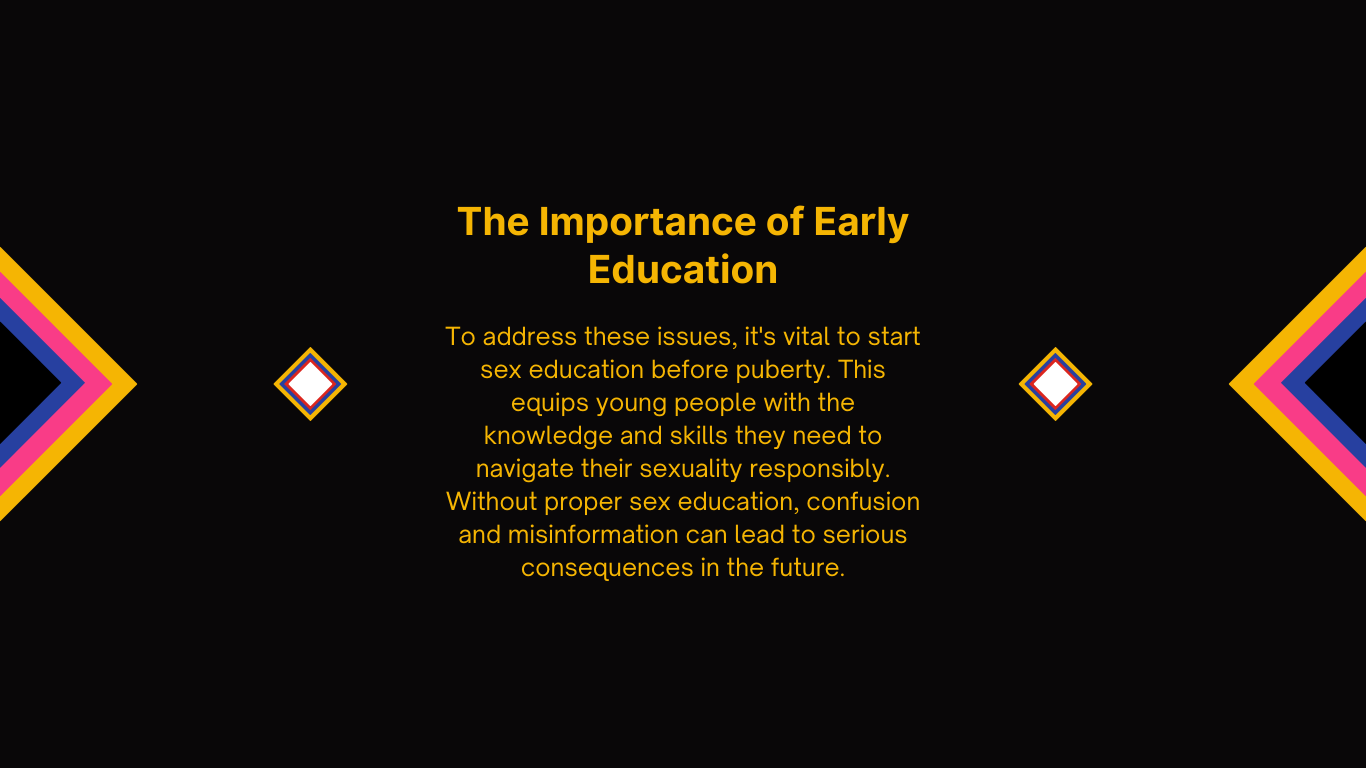 The Importance of Early
Education
To address these issues, it's vital to start
sex education before puberty. This
equips young people with the
knowledge and skills they need to
navigate their sexuality responsibly.
Without proper sex education, confusion
and misinformation can lead to serious
consequences in the future.